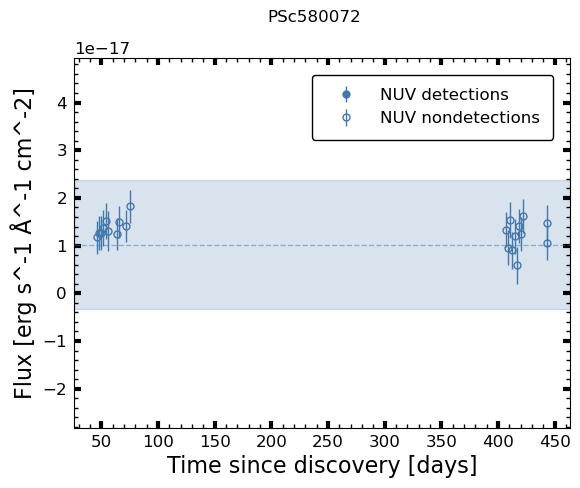 PSc580072
1e−17
NUV detections
NUV nondetections
4
3
2
1
0
−1
−2
Flux [erg s^-1 Å^-1 cm^-2]
50 100 150 200 250 300 350 400 450
Time since discovery [days]